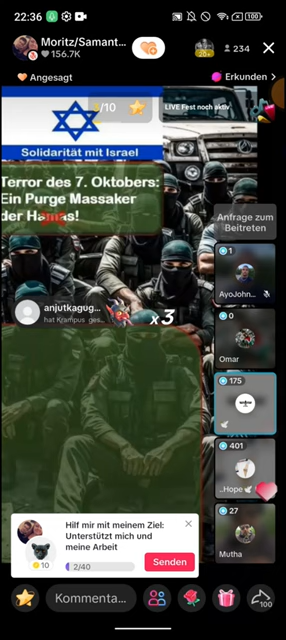 22:36
100
Moritz/Samant...
156.7K
20+
234
Angesagt
Erkunden >
/10
LIVE Fest noch aktiv
Solidarität mit Israel
Terror des 7. Oktobers:
Ein Purge Massaker
der Hamas!
Anfrage zum
Beitreten
1
AyoJohn...
0
Omar
anjutkagug...
hat Krampus ges...
x3
175
401
..Hope
27
Mutha
Hilf mir mit meinem Ziel:
Unterstützt mich und
meine Arbeit
10
2/40
Senden
Kommenta...
100